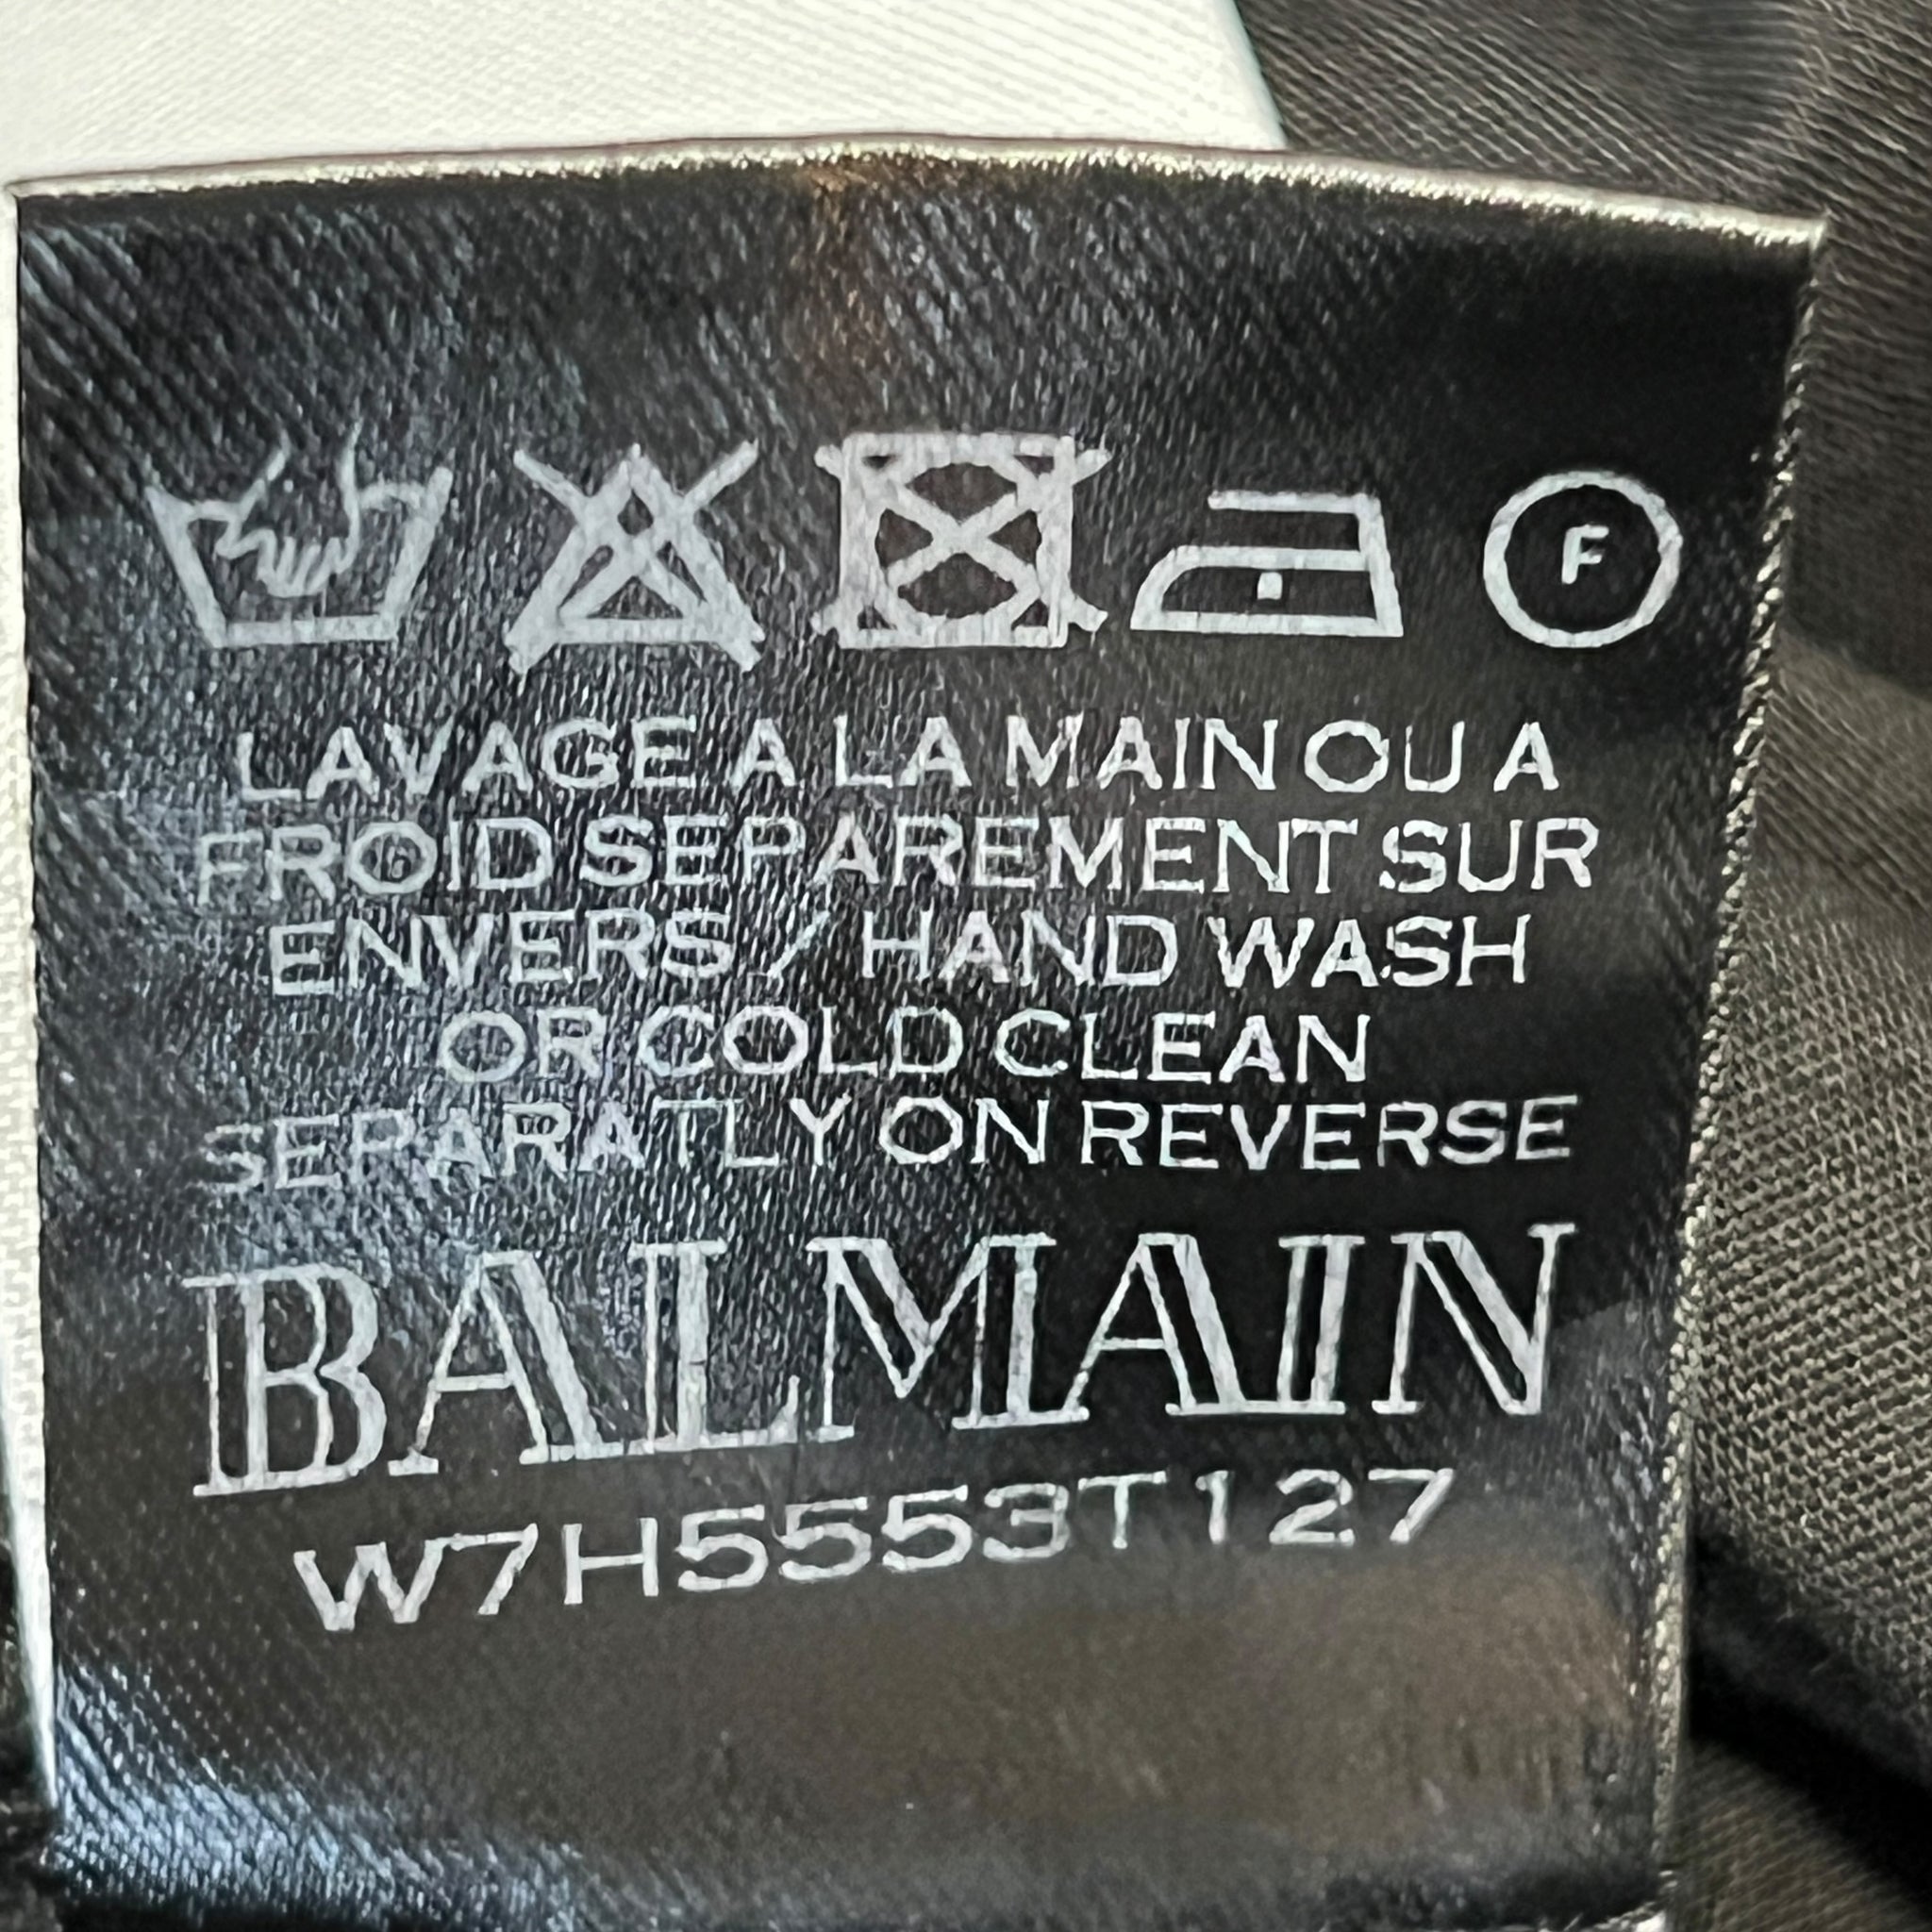 F
LAVAGE A LA MAIN OU A
FROID SEPAREMENT SUR
ENVERS / HAND WASH
OR COLD CLEAN
SEPARATLY ON REVERSE
BALMAIN
W7H5553T127